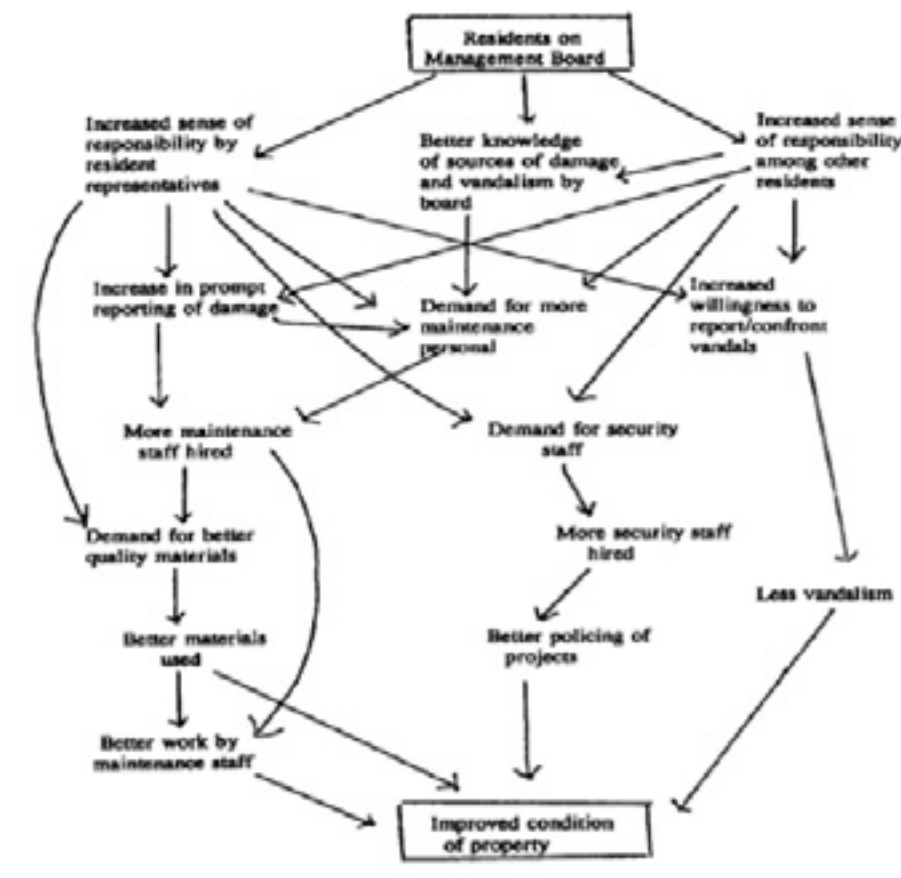 Residents on
Management Board
Increased sense of
responsibility by
resident
representatives
Better knowledge
of sources of damage
and vandalism by
board
Increased sense
of responsibility
among other
residents
Increase in prompt
reporting of damage
Demand for more
maintenance
personal
Increased
willingness to
report/confront
vandals
More maintenance
staff hired
Demand for security
staff
Demand for better
quality materials
More security staff
hired
Less vandalism
Better materials
used
Better policing of
projects
Better work by
maintenance staff
Improved condition
of property